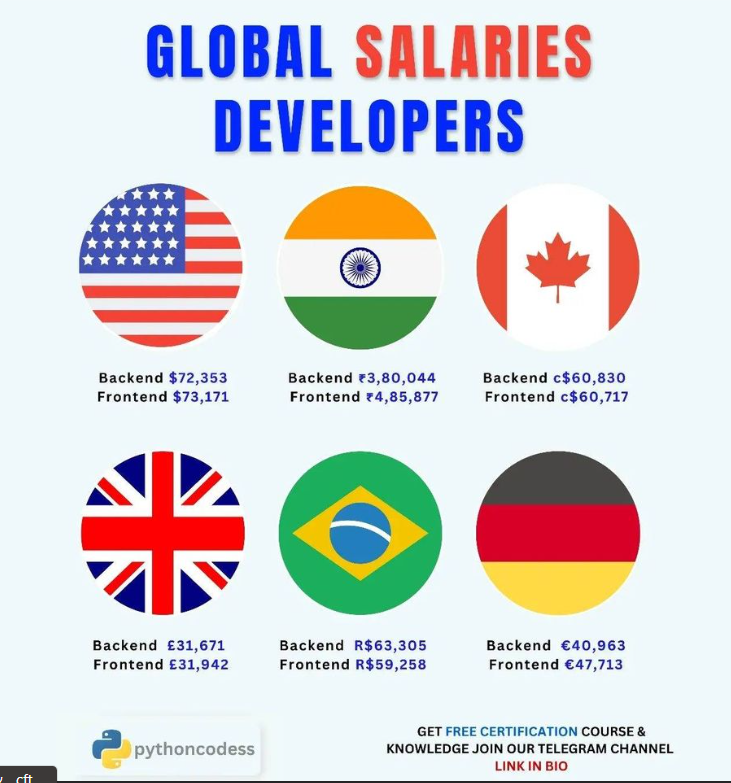 GLOBAL SALARIES
DEVELOPERS
Backend $72,353
Frontend $73,171
Backend ₹3,80,044
Frontend ₹4,85,877
Backend c$60,830
Frontend c$60,717
Backend £31,671
Frontend £31,942
Backend R$63,305
Frontend R$59,258
Backend €40,963
Frontend €47,713
pythoncodess
GET FREE CERTIFICATION COURSE &
KNOWLEDGE JOIN OUR TELEGRAM CHANNEL
LINK IN BIO